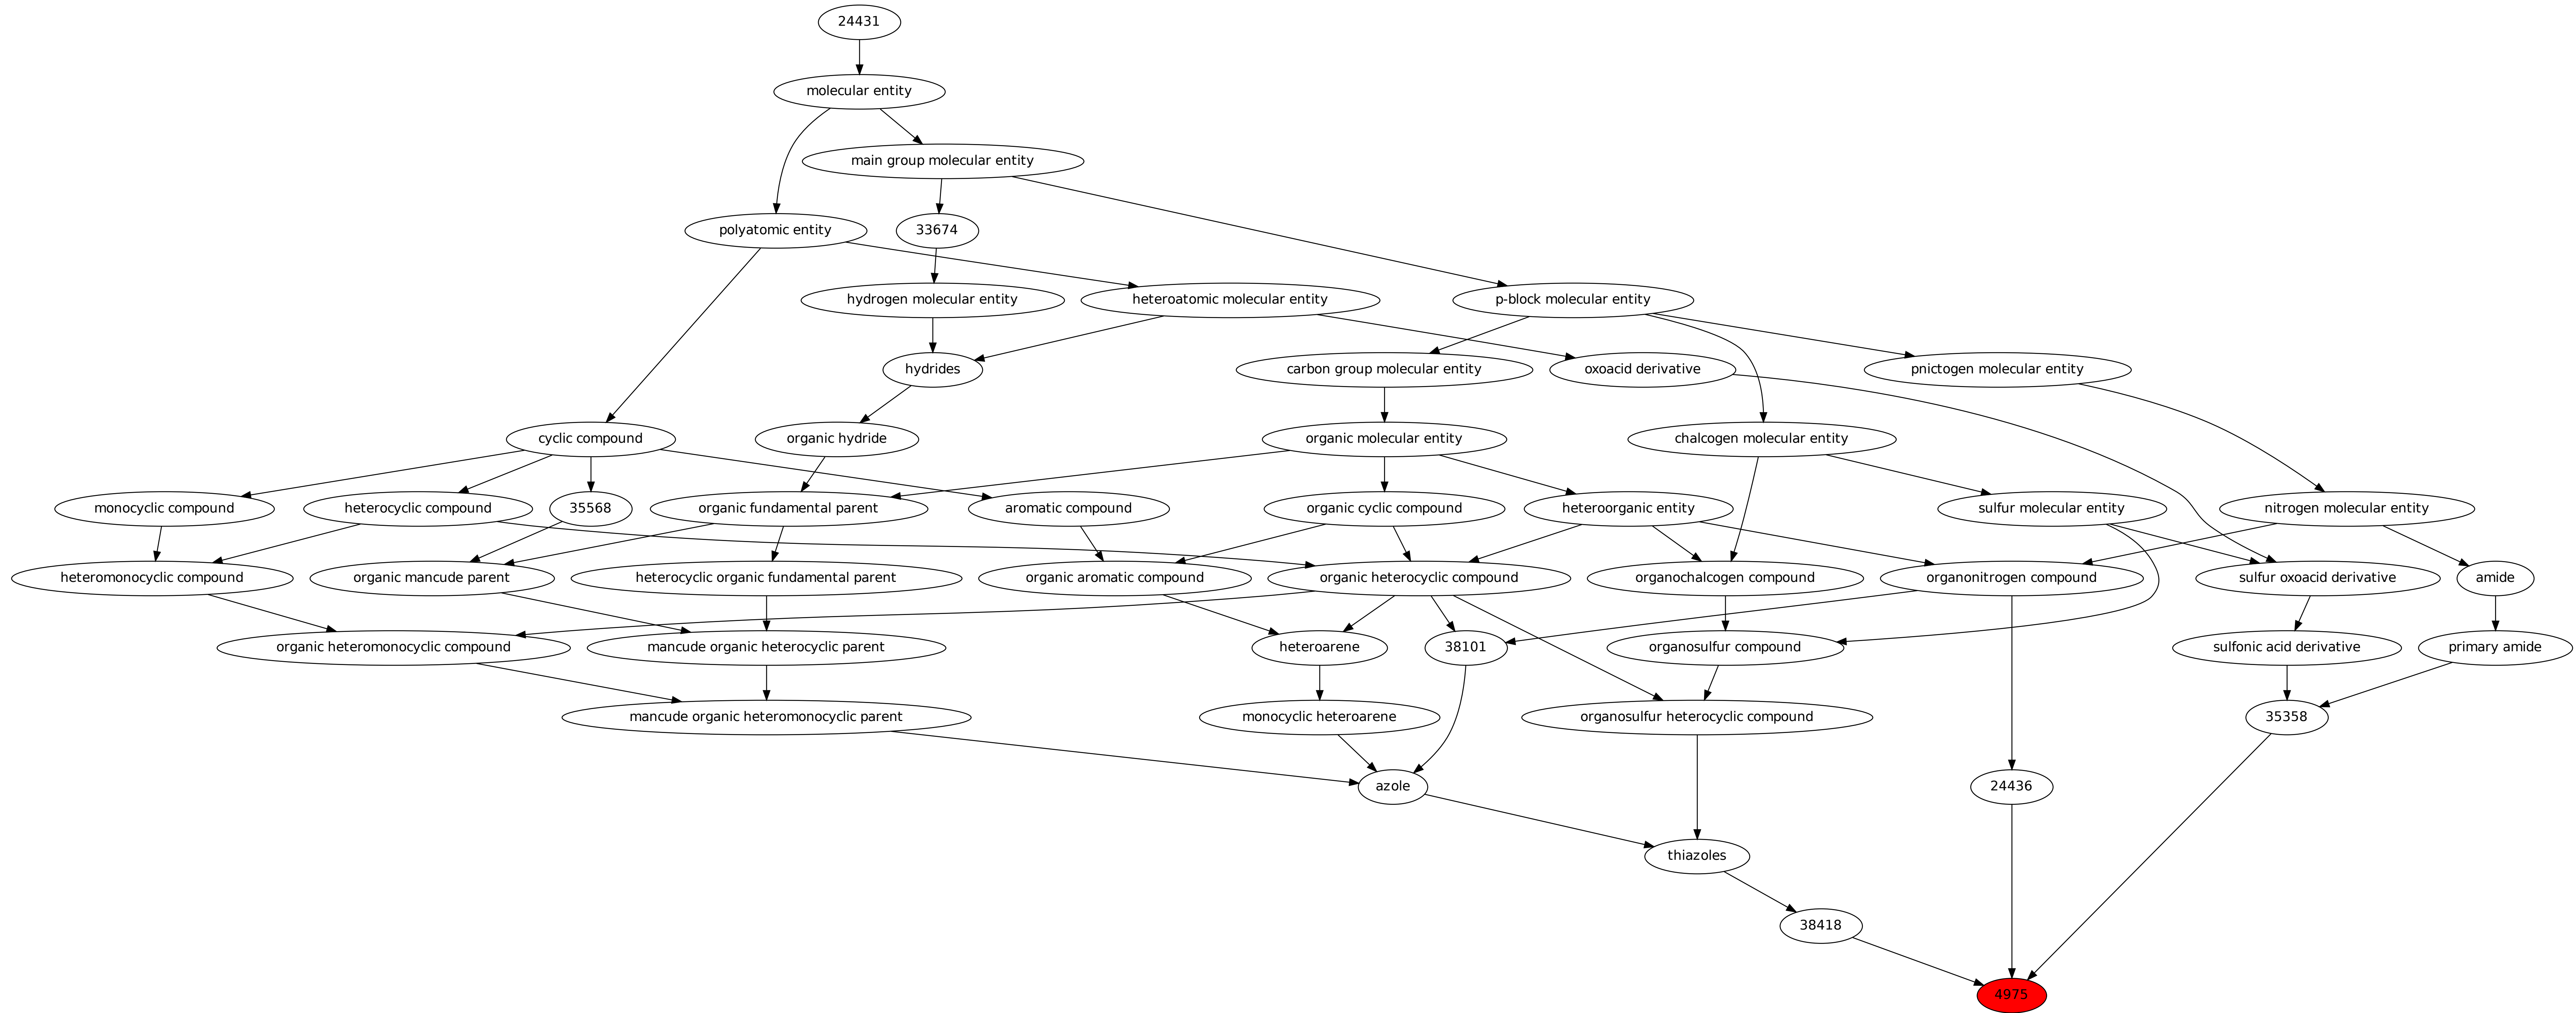 24431
molecular entity
main group molecular entity
polyatomic entity
33674
hydrogen molecular entity
heteroatomic molecular entity
p-block molecular entity
hydrides
carbon group molecular entity
oxoacid derivative
pnictogen molecular entity
cyclic compound
organic hydride
organic molecular entity
chalcogen molecular entity
monocyclic compound
heterocyclic compound
35568
organic fundamental parent
aromatic compound
organic cyclic compound
heteroorganic entity
sulfur molecular entity
nitrogen molecular entity
heteromonocyclic compound
organic mancude parent
heterocyclic organic fundamental parent
organic aromatic compound
organic heterocyclic compound
organochalcogen compound
organonitrogen compound
sulfur oxoacid derivative
amide
organic heteromonocyclic compound
mancude organic heterocyclic parent
heteroarene
38101
organosulfur compound
sulfonic acid derivative
primary amide
mancude organic heteromonocyclic parent
monocyclic heteroarene
organosulfur heterocyclic compound
35358
azole
24436
thiazoles
38418
4975